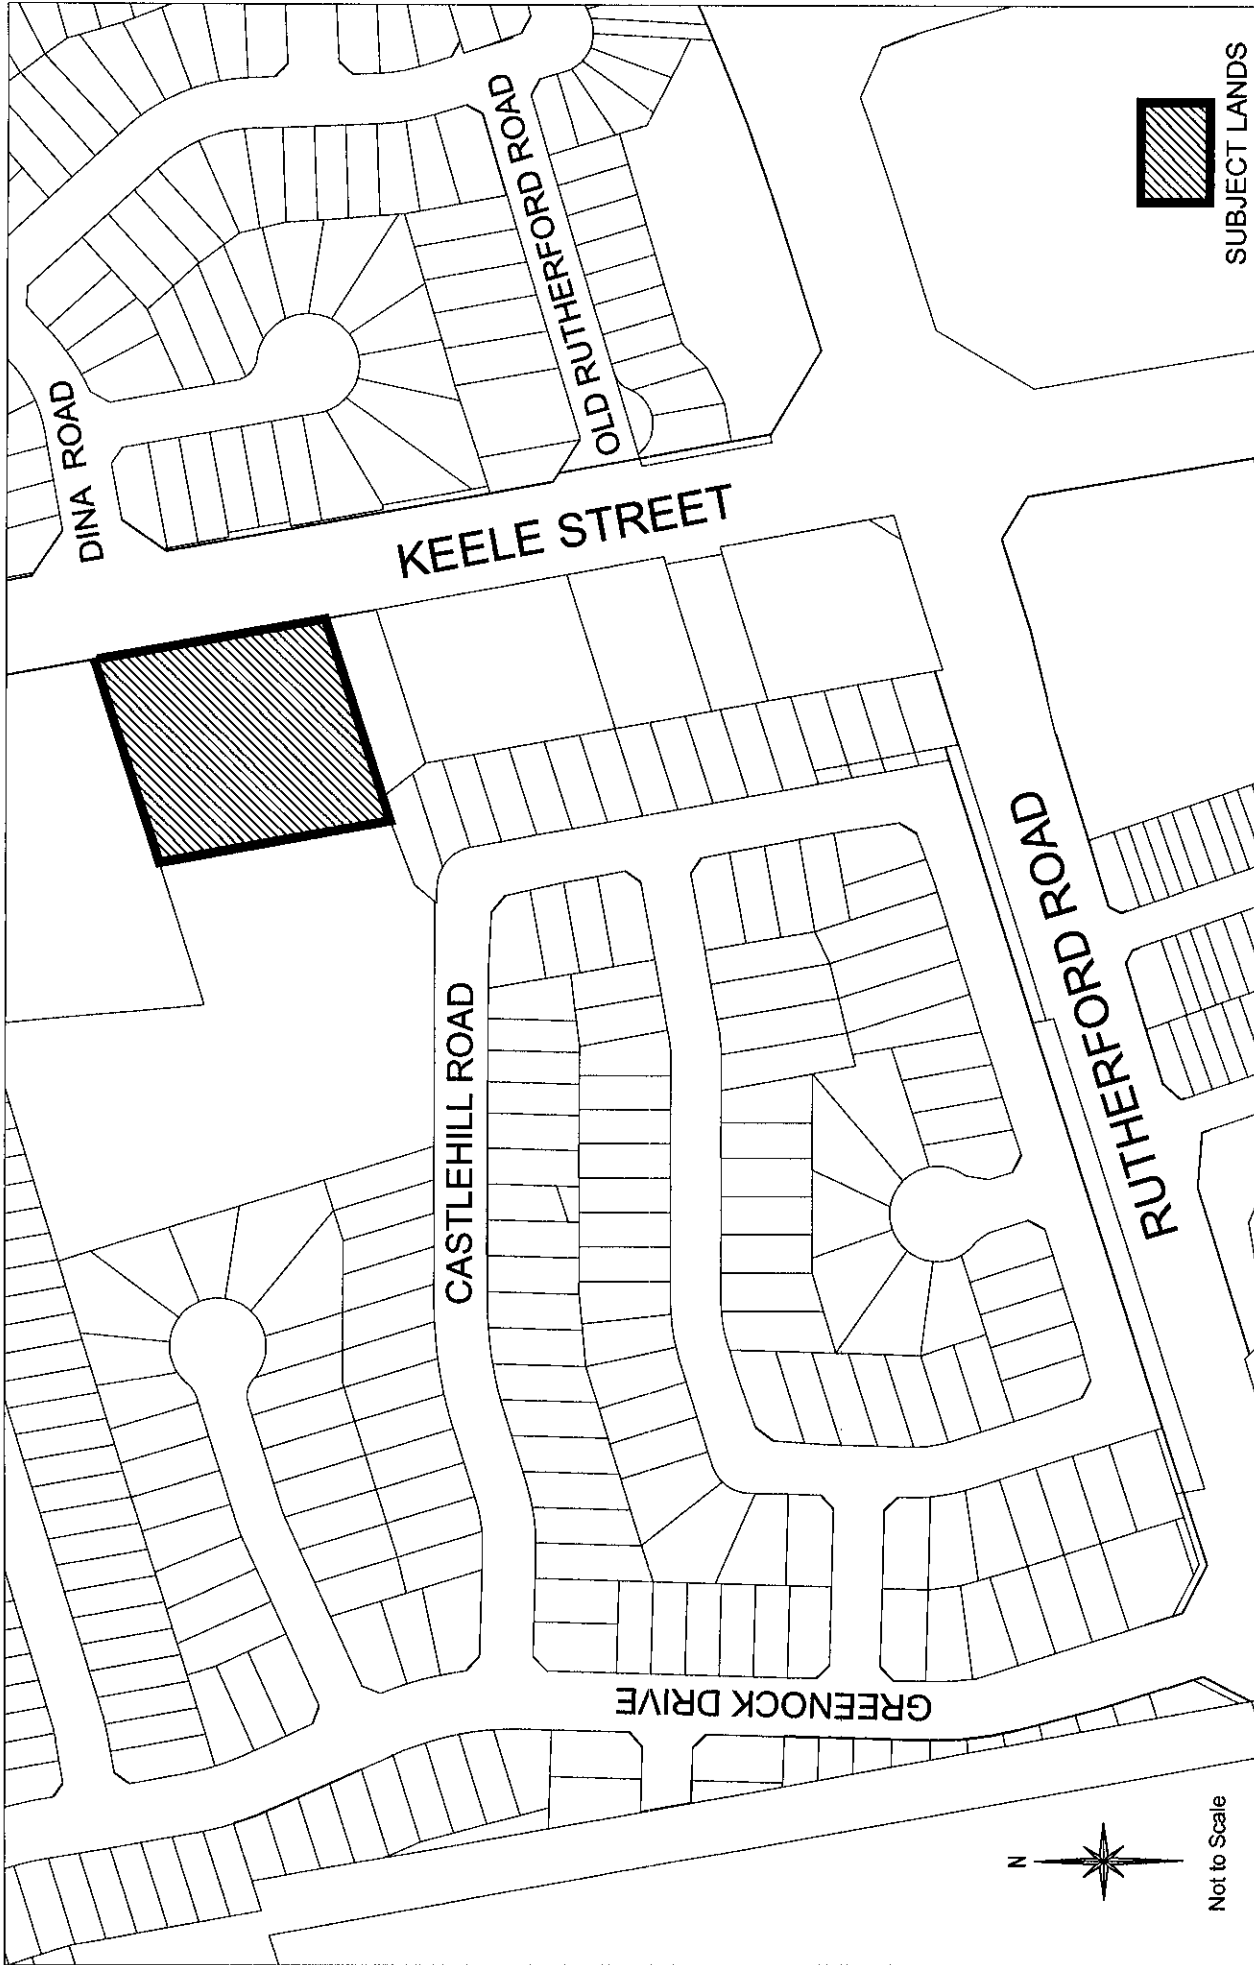 DINA ROAD
OLD RUTHERFORD ROAD
KEELE STREET
CASTLEHILL ROAD
RUTHERFORD ROAD
GREENOCK DRIVE
SUBJECT LANDS
N
Not to Scale